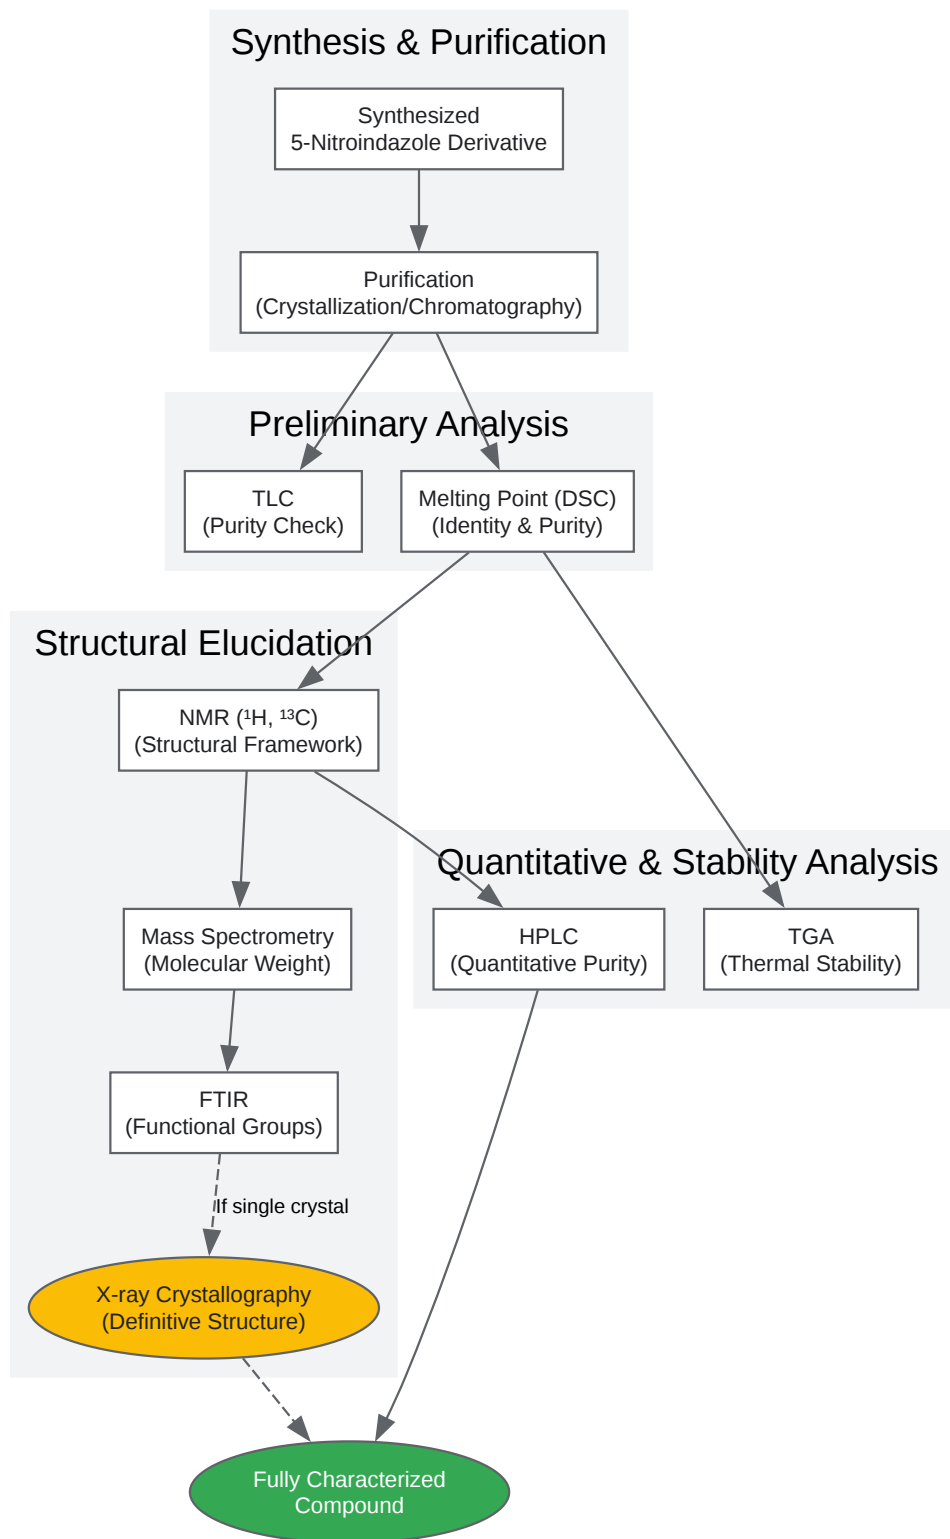 Synthesis & Purification
Synthesized
5-Nitroindazole Derivative
Purification
(Crystallization/Chromatography)
Preliminary Analysis
TLC
(Purity Check)
Melting Point (DSC)
(Identity & Purity)
Structural Elucidation
NMR (¹H, ¹³C)
(Structural Framework)
Quantitative & Stability Analysis
Mass Spectrometry
(Molecular Weight)
HPLC
(Quantitative Purity)
TGA
(Thermal Stability)
FTIR
(Functional Groups)
If single crystal
X-ray Crystallography
(Definitive Structure)
Fully Characterized
Compound